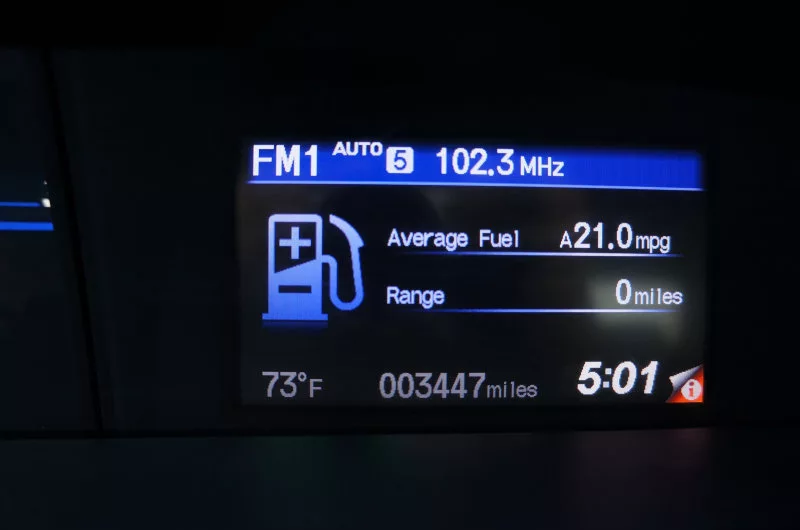 FM1 AUTO 5 102.3 MHz
Average Fuel A21.0mpg
Range 0miles
73°F 003447miles 5:01 i